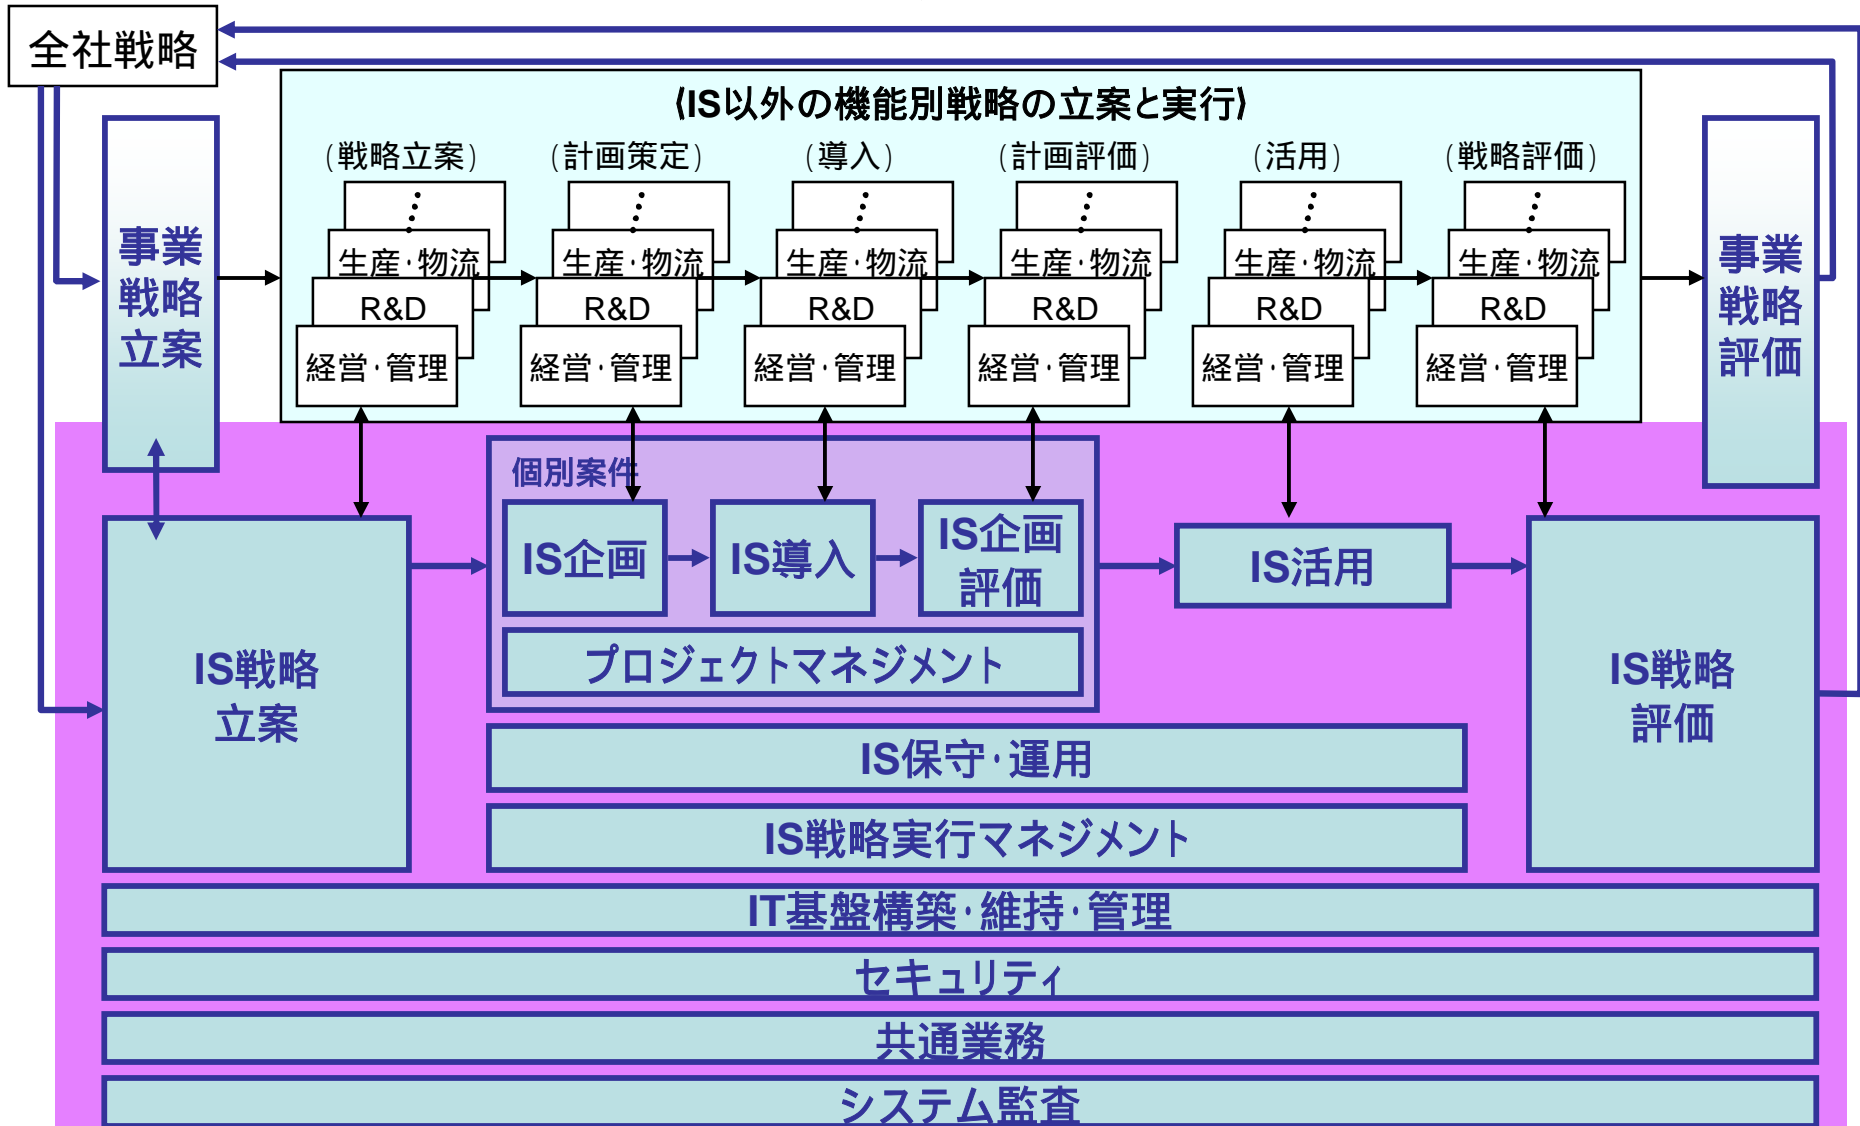 全社戦略
(IS以外の機能別戦略の立案と実行)
(戦略立案)
(計画策定)
(導入)
(計画評価)
(活用)
(戦略評価)
生産・物流
R&D
経営・管理
生産・物流
R&D
経営・管理
生産・物流
R&D
経営・管理
生産・物流
R&D
経営・管理
生産・物流
R&D
経営・管理
生産・物流
R&D
経営・管理
事業
戦略
立案
事業
戦略
評価
個別案件
IS企画
IS導入
IS企画
評価
プロジェクトマネジメント
IS活用
IS戦略
立案
IS戦略
評価
IS保守・運用
IS戦略実行マネジメント
IT基盤構築・維持・管理
セキュリティ
共通業務
システム監査